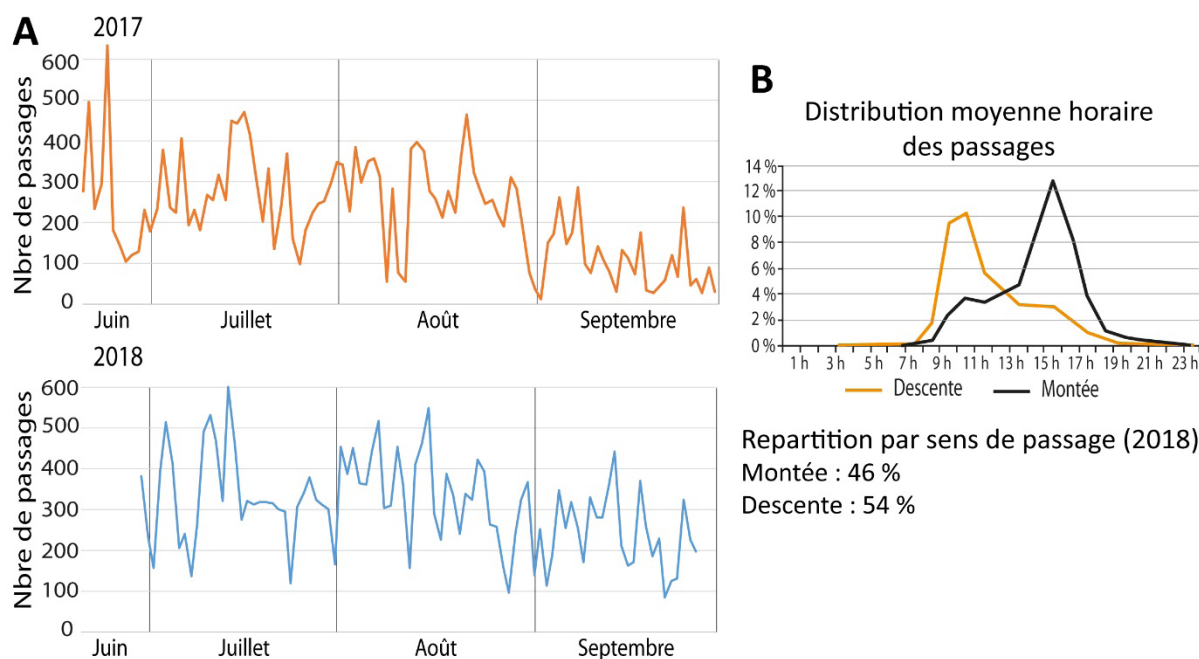 A
2017
Nbre de passages
600
500
400
300
200
100
0
Juin Juillet Août Septembre
2018
Nbre de passages
600
500
400
300
200
100
0
Juin Juillet Août Septembre
B
Distribution moyenne horaire
des passages
14 %
12 %
10 %
8 %
6 %
4 %
2 %
0 %
1 h 3 h 5 h 7 h 9 h 11 h 13 h 15 h 17 h 19 h 21 h 23 h
Descente Montée
Repartition par sens de passage (2018)
Montée : 46 %
Descente : 54 %